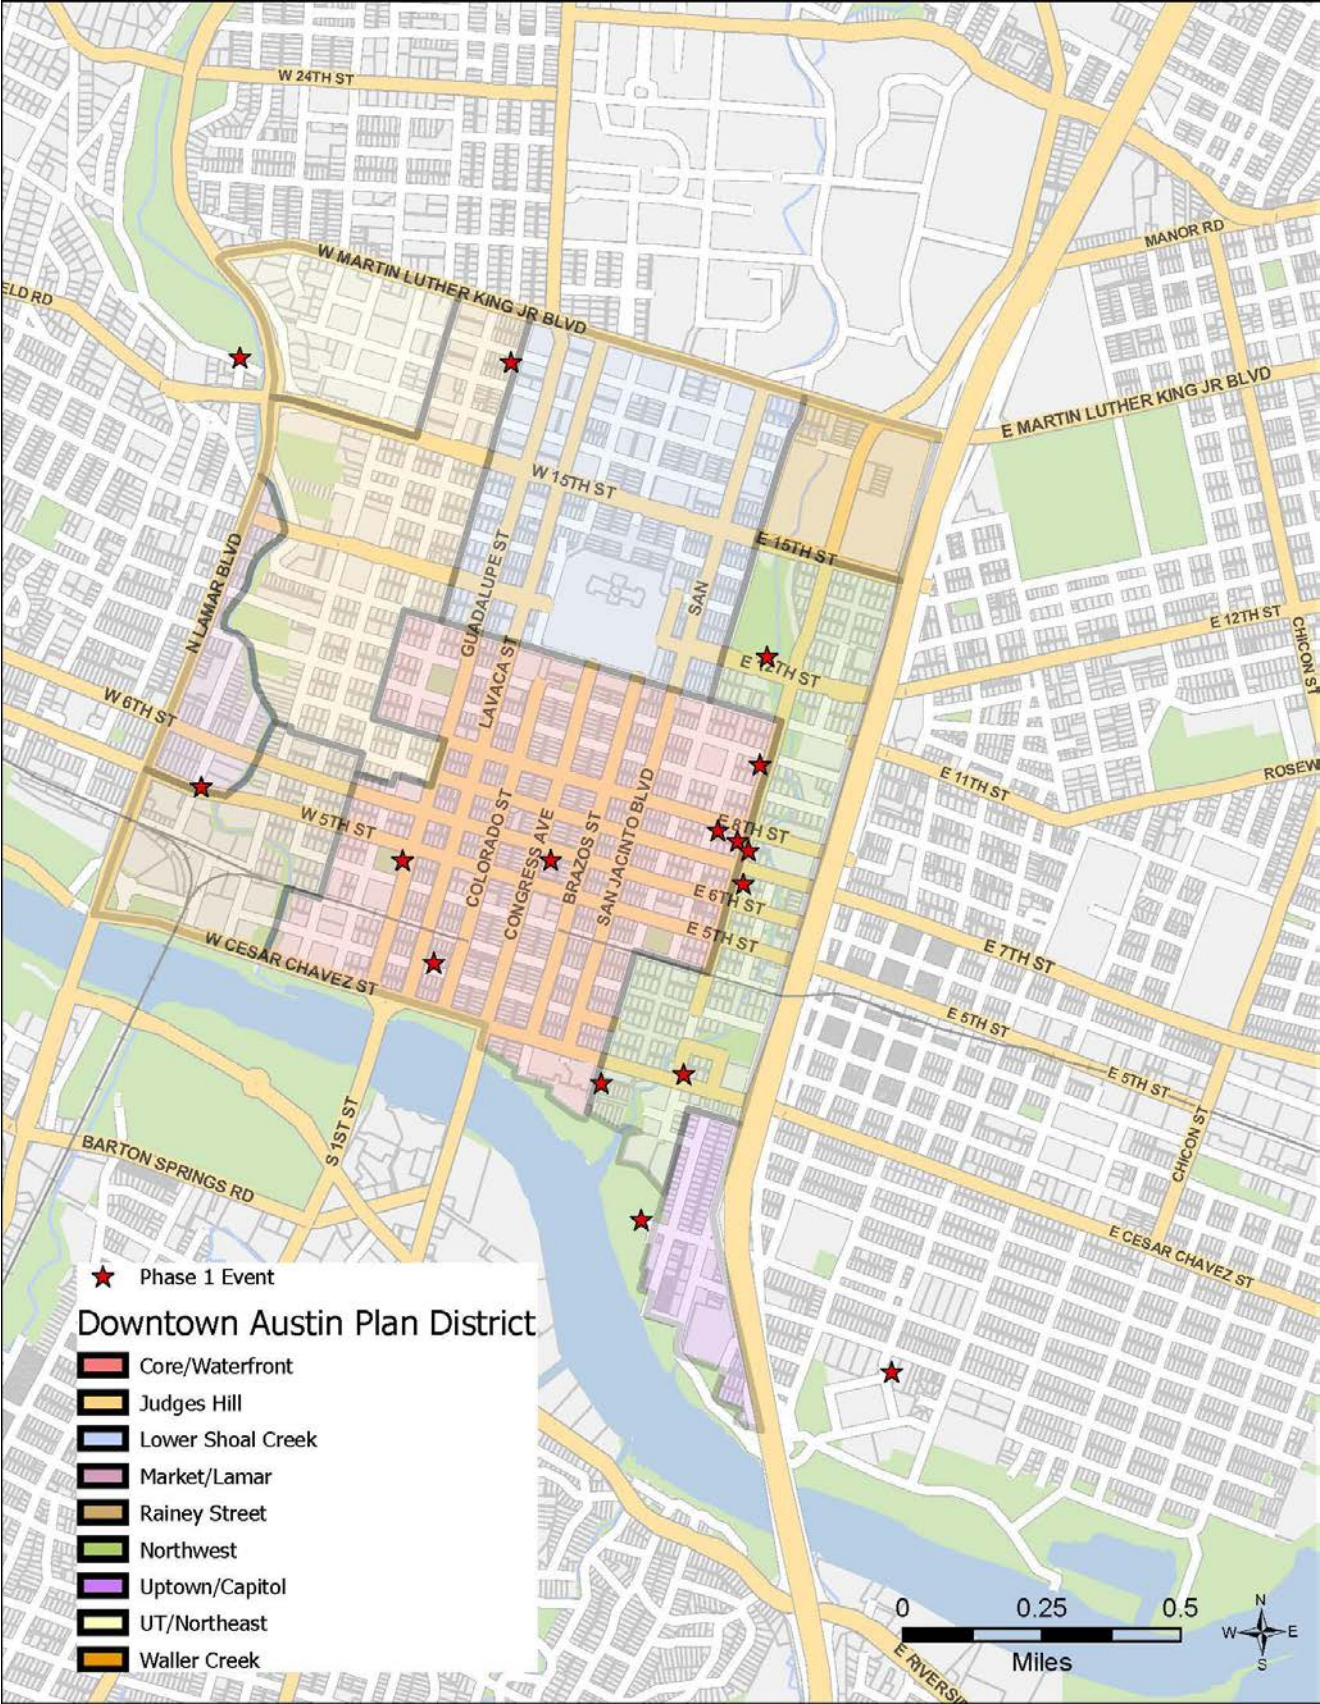 W 24TH ST
MANOR RD
W MARTIN LUTHER KING JR BLVD
ELD RD
E MARTIN LUTHER KING JR BLVD
W 15TH ST
E 15TH ST
N LAMAR BLVD
GUADALUPE ST
SAN
E 12TH ST
CHICON ST
LAVACA ST
E 12TH ST
W 6TH ST
E 11TH ST
ROSEW
COLORADO ST
CONGRESS AVE
BRAZOS ST
SAN JACINTO BLVD
E 8TH ST
W 5TH ST
E 6TH ST
E 5TH ST
W CESAR CHAVEZ ST
E 7TH ST
E 5TH ST
E 5TH ST
S 1ST ST
BARTON SPRINGS RD
CHICON ST
E CESAR CHAVEZ ST
Phase 1 Event
Downtown Austin Plan District
Core/Waterfront
Judges Hill
Lower Shoal Creek
Market/Lamar
Rainey Street
Northwest
Uptown/Capitol
UT/Northeast
Waller Creek
0 0.25 0.5
Miles
N
W E
S
E RIVERSI